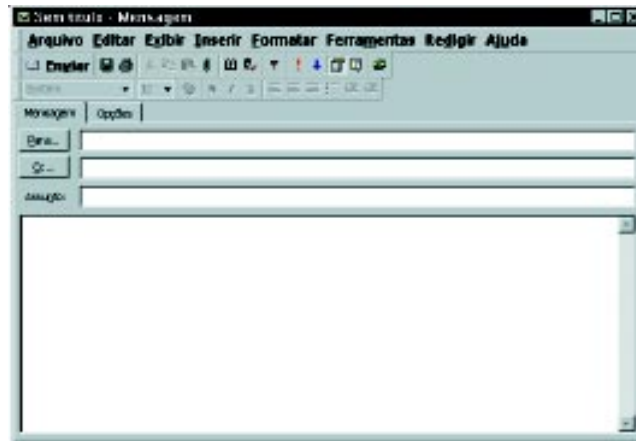 Sem título - Mensagem
Arquivo Editar Exibir Inserir Formatar Ferramentas Redigir Ajuda
Enviar
Mensagem Opções
Para...
Cc...
Assunto: